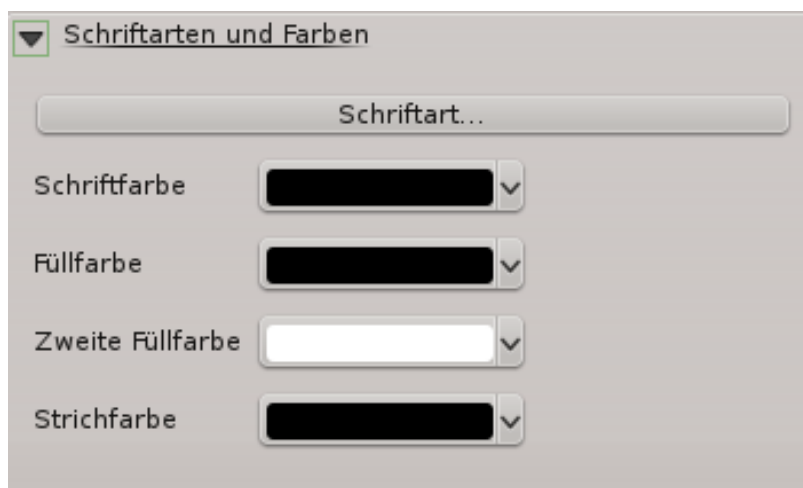 Schriftarten und Farben
Schriftart...
Schriftfarbe
Füllfarbe
Zweite Füllfarbe
Strichfarbe